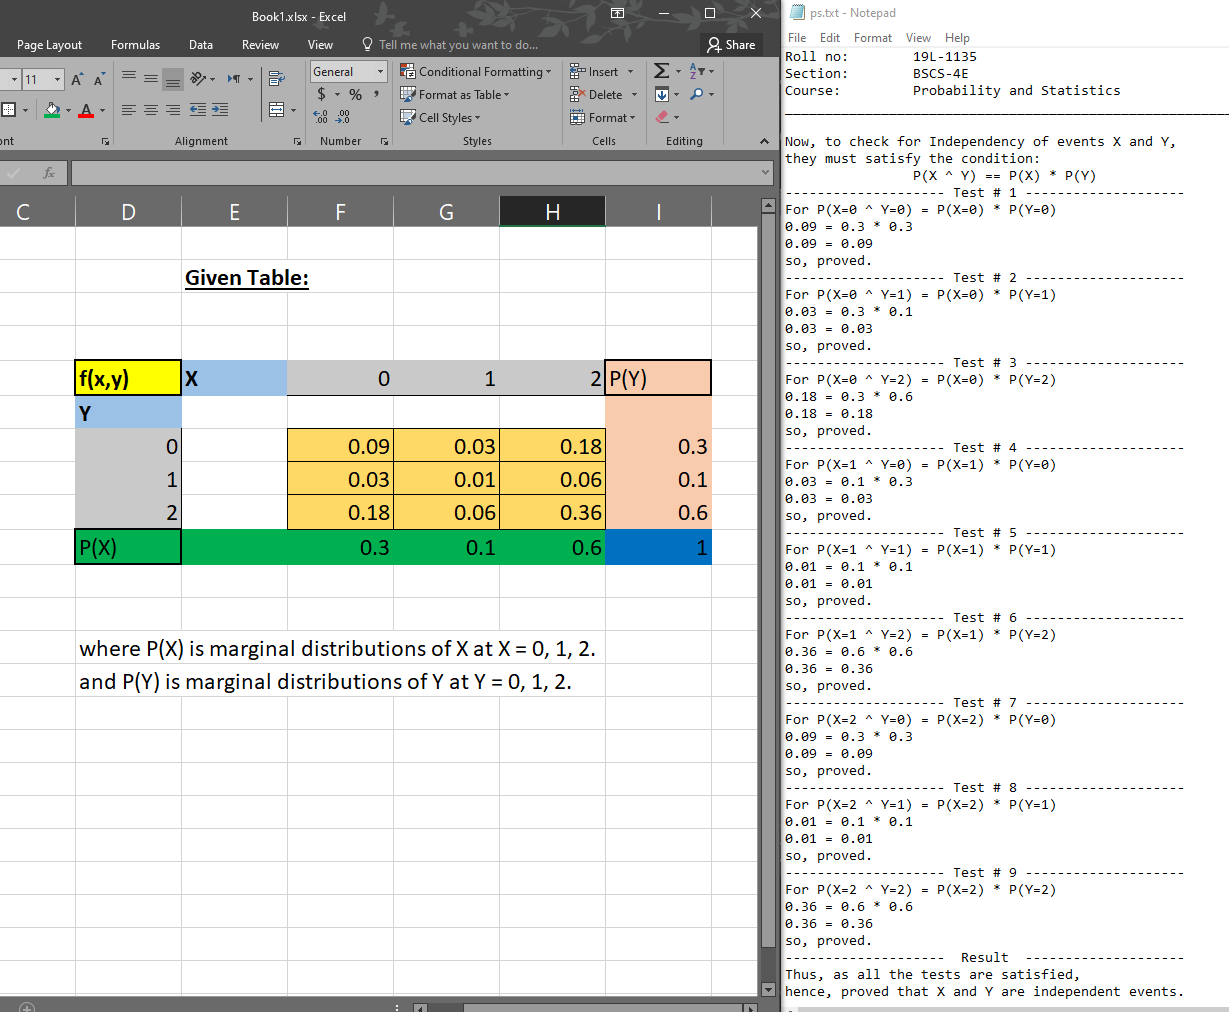 Book1.xlsx - Excel
Page Layout Formulas Data Review View Tell me what you want to do... Share
11 A A General Conditional Formatting Insert
$ % , Format as Table Delete
Cell Styles Format
Alignment Number Styles Cells Editing
fx
C D E F G H I
Given Table:
f(x,y) X 0 1 2 P(Y)
Y
0 0.09 0.03 0.18 0.3
1 0.03 0.01 0.06 0.1
2 0.18 0.06 0.36 0.6
P(X) 0.3 0.1 0.6 1
where P(X) is marginal distributions of X at X = 0, 1, 2.
and P(Y) is marginal distributions of Y at Y = 0, 1, 2.
ps.txt - Notepad
File Edit Format View Help
Roll no: 19L-1135
Section: BSCS-4E
Course: Probability and Statistics
Now, to check for Independency of events X and Y,
they must satisfy the condition:
P(X ^ Y) == P(X) * P(Y)
-------------------- Test # 1 --------------------
For P(X=0 ^ Y=0) = P(X=0) * P(Y=0)
0.09 = 0.3 * 0.3
0.09 = 0.09
so, proved.
-------------------- Test # 2 --------------------
For P(X=0 ^ Y=1) = P(X=0) * P(Y=1)
0.03 = 0.3 * 0.1
0.03 = 0.03
so, proved.
-------------------- Test # 3 --------------------
For P(X=0 ^ Y=2) = P(X=0) * P(Y=2)
0.18 = 0.3 * 0.6
0.18 = 0.18
so, proved.
-------------------- Test # 4 --------------------
For P(X=1 ^ Y=0) = P(X=1) * P(Y=0)
0.03 = 0.1 * 0.3
0.03 = 0.03
so, proved.
-------------------- Test # 5 --------------------
For P(X=1 ^ Y=1) = P(X=1) * P(Y=1)
0.01 = 0.1 * 0.1
0.01 = 0.01
so, proved.
-------------------- Test # 6 --------------------
For P(X=1 ^ Y=2) = P(X=1) * P(Y=2)
0.36 = 0.6 * 0.6
0.36 = 0.36
so, proved.
-------------------- Test # 7 --------------------
For P(X=2 ^ Y=0) = P(X=2) * P(Y=0)
0.09 = 0.3 * 0.3
0.09 = 0.09
so, proved.
-------------------- Test # 8 --------------------
For P(X=2 ^ Y=1) = P(X=2) * P(Y=1)
0.01 = 0.1 * 0.1
0.01 = 0.01
so, proved.
-------------------- Test # 9 --------------------
For P(X=2 ^ Y=2) = P(X=2) * P(Y=2)
0.36 = 0.6 * 0.6
0.36 = 0.36
so, proved.
-------------------- Result --------------------
Thus, as all the tests are satisfied,
hence, proved that X and Y are independent events.